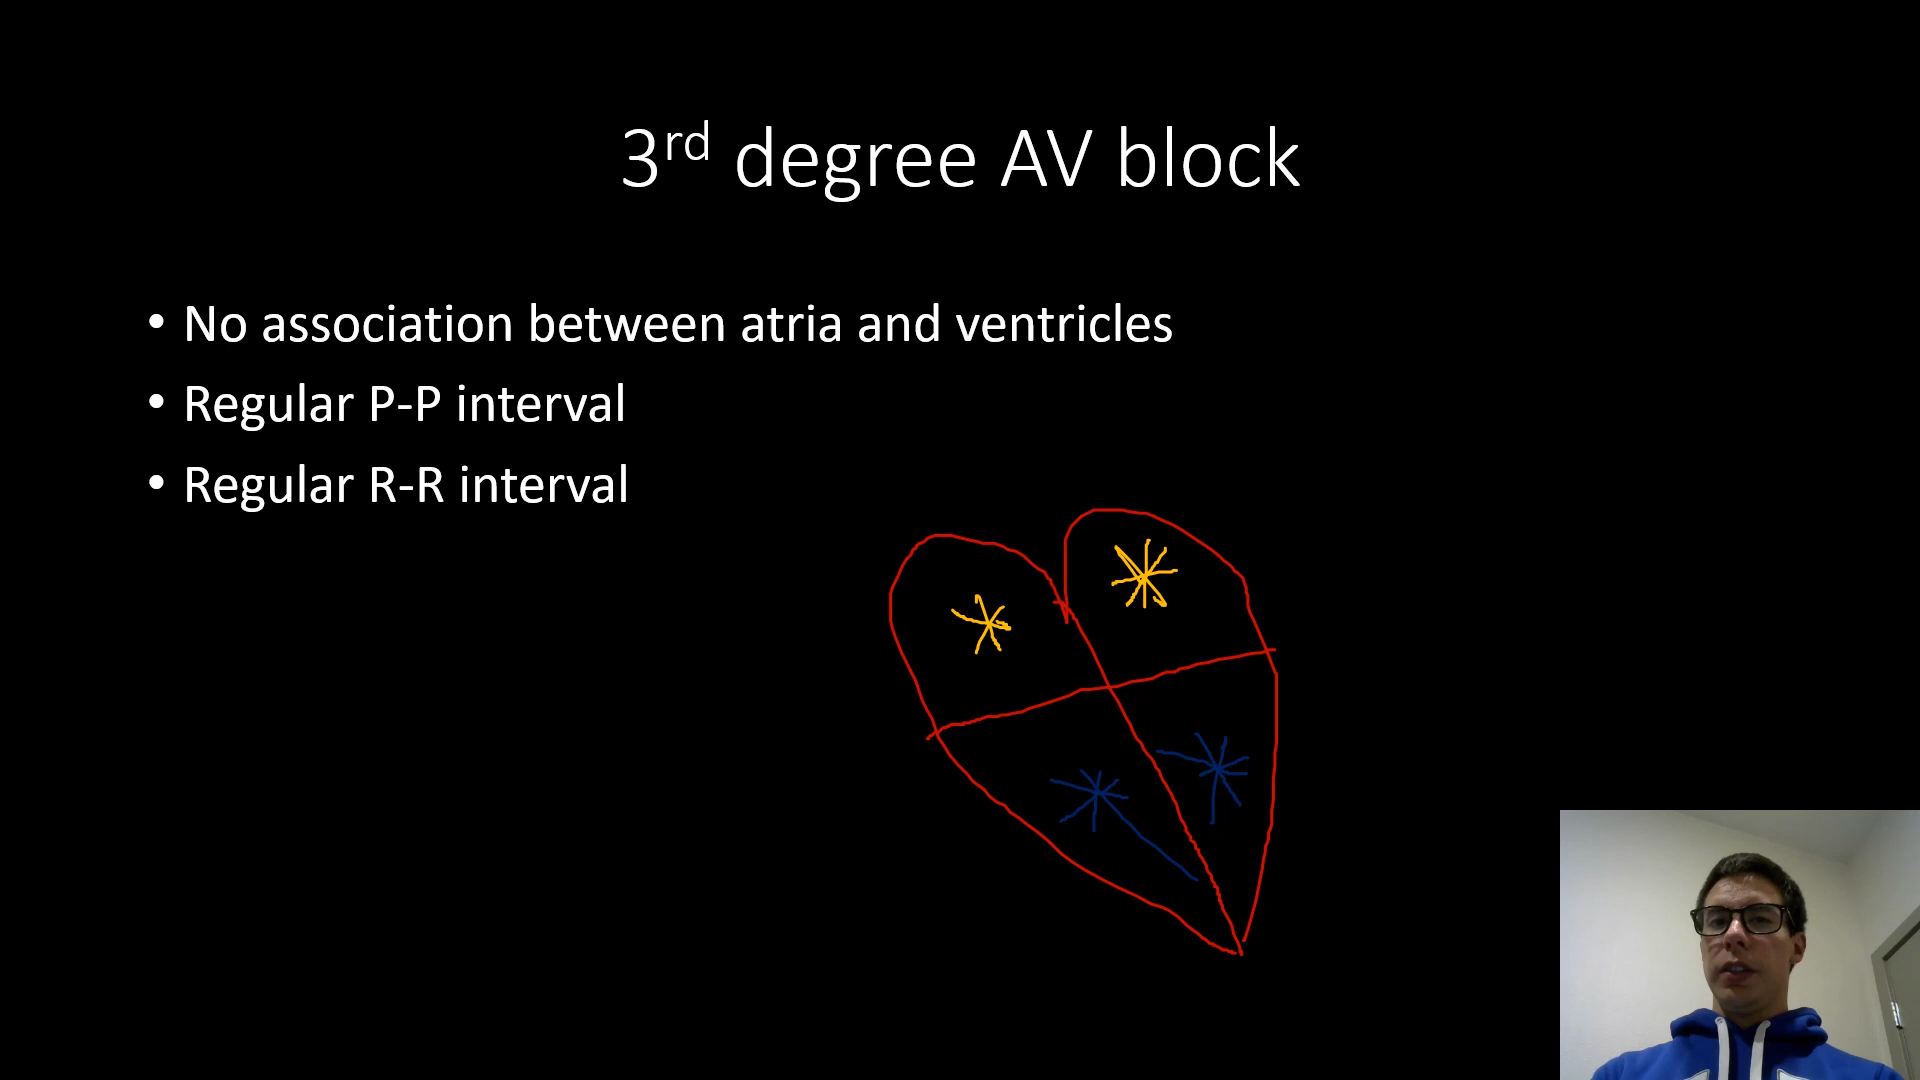 3rd degree AV block
• No association between atria and ventricles
• Regular P-P interval
• Regular R-R interval